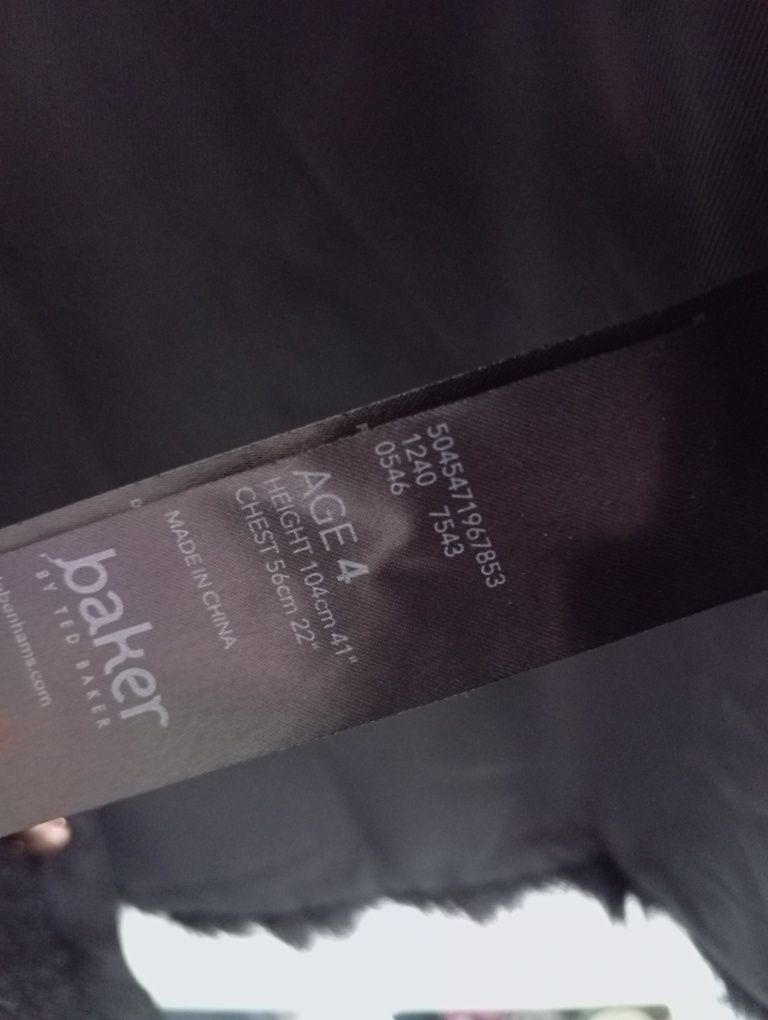 5045471967853
1240 7543
0546
AGE 4
HEIGHT 104cm 41"
CHEST 56cm 22"
MADE IN CHINA
baker
BY TED BAKER